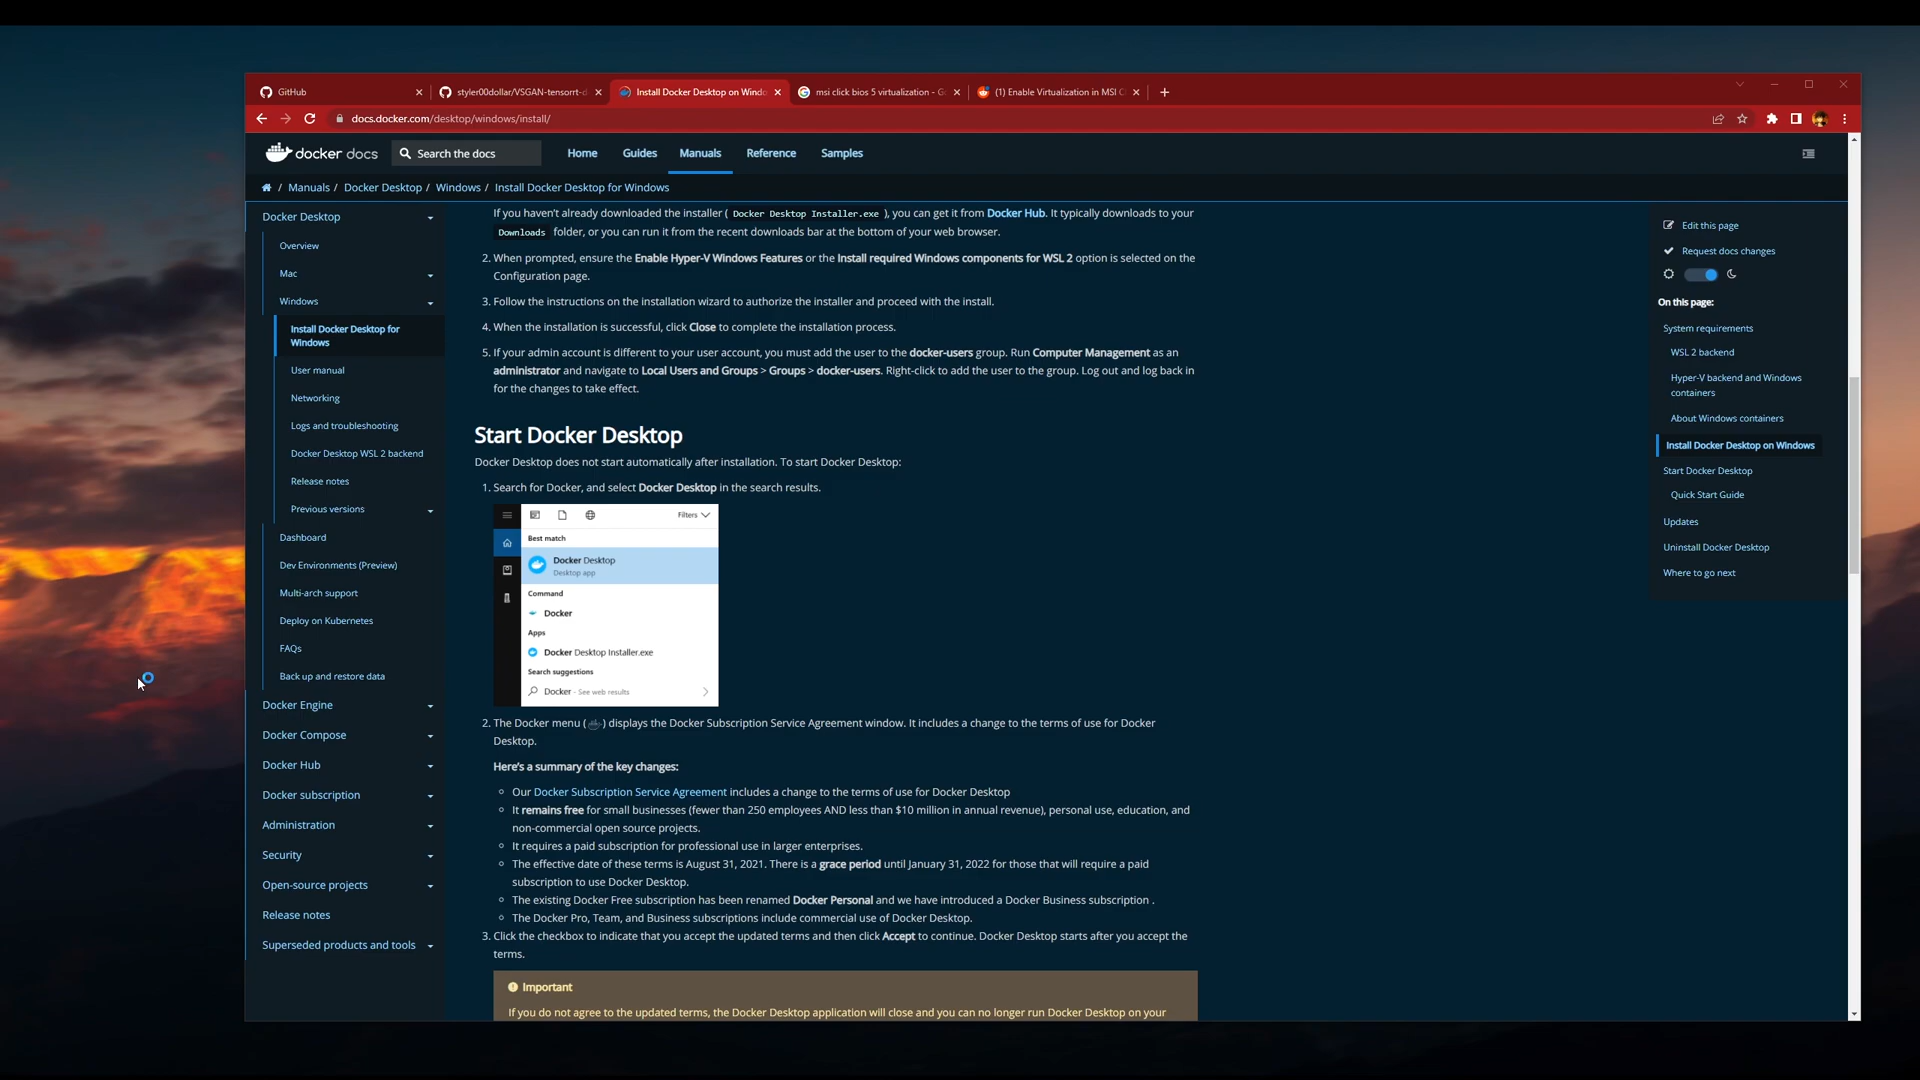 GitHub
styler00dollar/VSGAN-tensorrt-d
Install Docker Desktop on Windo
msi click bios 5 virtualization - Go
(1) Enable Virtualization in MSI C
docs.docker.com/desktop/windows/install/
docker docs
Search the docs
Home
Guides
Manuals
Reference
Samples
/ Manuals / Docker Desktop / Windows / Install Docker Desktop for Windows
Docker Desktop
Overview
Mac
Windows
Install Docker Desktop for
Windows
User manual
Networking
Logs and troubleshooting
Docker Desktop WSL 2 backend
Release notes
Previous versions
Dashboard
Dev Environments (Preview)
Multi-arch support
Deploy on Kubernetes
FAQs
Back up and restore data
Docker Engine
Docker Compose
Docker Hub
Docker subscription
Administration
Security
Open-source projects
Release notes
Superseded products and tools
If you haven't already downloaded the installer ( Docker Desktop Installer.exe ), you can get it from Docker Hub. It typically downloads to your
Downloads folder, or you can run it from the recent downloads bar at the bottom of your web browser.
2. When prompted, ensure the Enable Hyper-V Windows Features or the Install required Windows components for WSL 2 option is selected on the
Configuration page.
3. Follow the instructions on the installation wizard to authorize the installer and proceed with the install.
4. When the installation is successful, click Close to complete the installation process.
5. If your admin account is different to your user account, you must add the user to the docker-users group. Run Computer Management as an
administrator and navigate to Local Users and Groups > Groups > docker-users. Right-click to add the user to the group. Log out and log back in
for the changes to take effect.
Start Docker Desktop
Docker Desktop does not start automatically after installation. To start Docker Desktop:
1. Search for Docker, and select Docker Desktop in the search results.
Filters
Best match
Docker Desktop
Desktop app
Command
Docker
Apps
Docker Desktop Installer.exe
Search suggestions
Docker - See web results
2. The Docker menu ( ) displays the Docker Subscription Service Agreement window. It includes a change to the terms of use for Docker
Desktop.
Here's a summary of the key changes:
Our Docker Subscription Service Agreement includes a change to the terms of use for Docker Desktop
It remains free for small businesses (fewer than 250 employees AND less than $10 million in annual revenue), personal use, education, and
non-commercial open source projects.
It requires a paid subscription for professional use in larger enterprises.
The effective date of these terms is August 31, 2021. There is a grace period until January 31, 2022 for those that will require a paid
subscription to use Docker Desktop.
The existing Docker Free subscription has been renamed Docker Personal and we have introduced a Docker Business subscription .
The Docker Pro, Team, and Business subscriptions include commercial use of Docker Desktop.
3. Click the checkbox to indicate that you accept the updated terms and then click Accept to continue. Docker Desktop starts after you accept the
terms.
Important
If you do not agree to the updated terms, the Docker Desktop application will close and you can no longer run Docker Desktop on your
Edit this page
Request docs changes
On this page:
System requirements
WSL 2 backend
Hyper-V backend and Windows
containers
About Windows containers
Install Docker Desktop on Windows
Start Docker Desktop
Quick Start Guide
Updates
Uninstall Docker Desktop
Where to go next